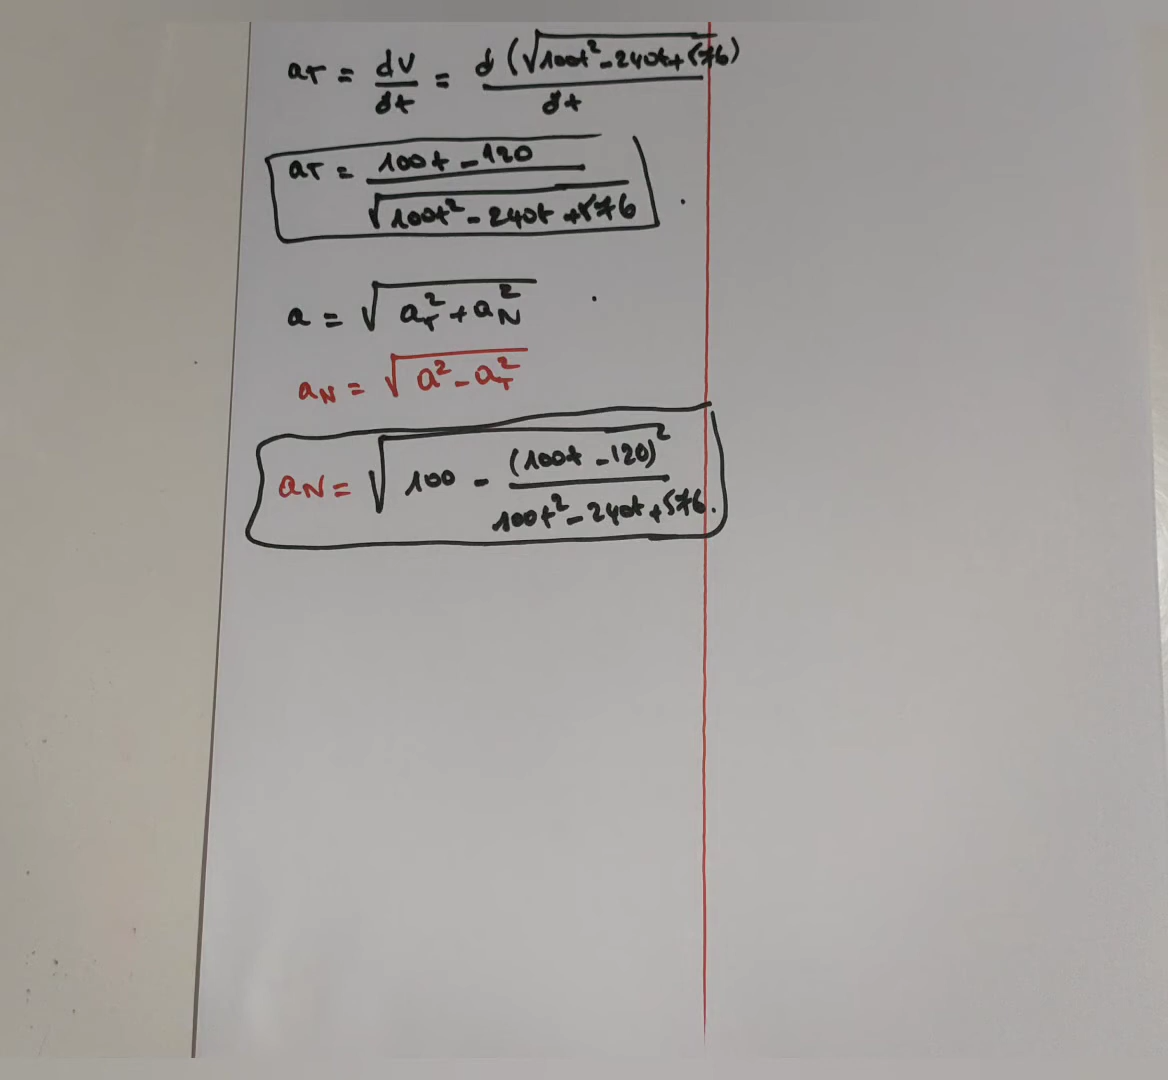 aT = dv/dt = d(√100t² - 240t + 576)/dt
aT = 100t - 120 / √100t² - 240t + 576
a = √aT² + aN²
aN = √a² - aT²
aN = √100 - (100t - 120)² / 100t² - 240t + 576